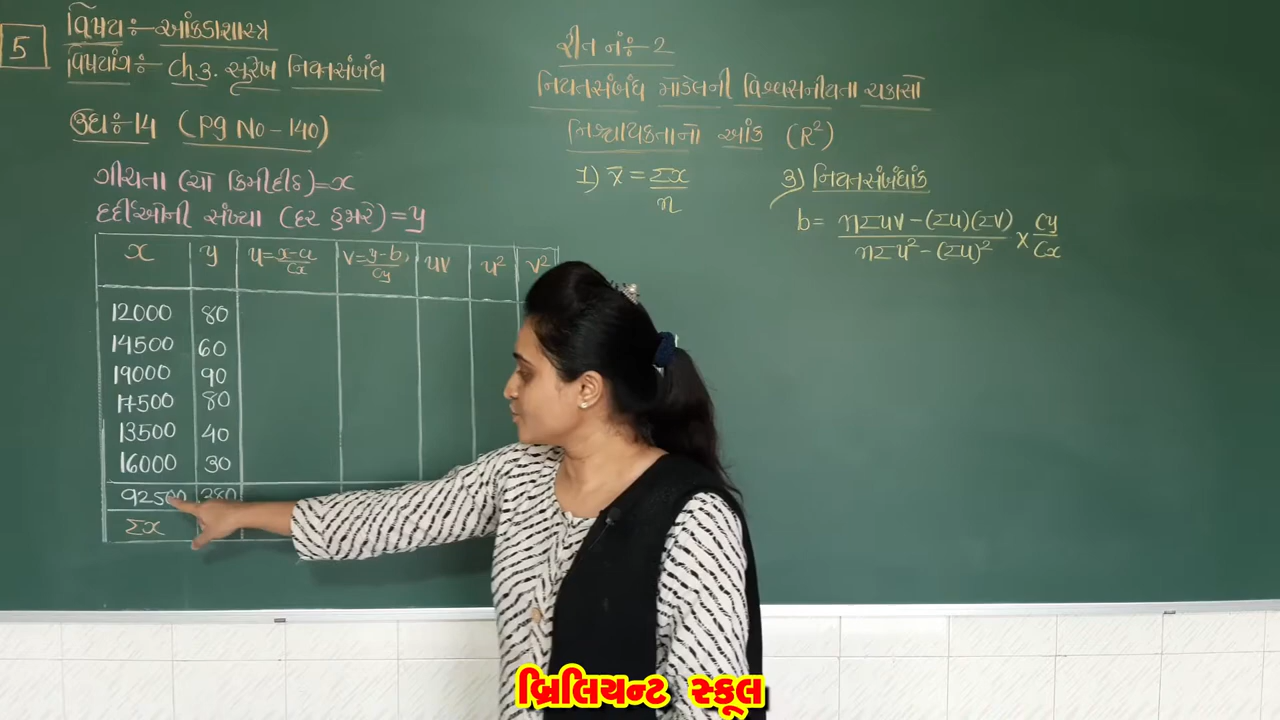 5
વિષય:- આંકડાશાસ્ત્ર
વિષયાંગ:- Ch.3. સુરેખ નિયતસંબંધ
ઉદા:-14 (Pg No - 140)
ગીચતા (ચો કિમીદીઠ) = x
દર્દીઓની સંખ્યા (દર હજારે) = y
x y u=x-a/Cx v=y-b/Cy uv u² v²
12000 80
14500 60
19000 90
17500 80
13500 40
16000 30
92500 380
Σx
રીત નં:- 2
નિયતસંબંધ મોડેલની વિશ્વસનીયતા ચકાસો
નિશ્ચાયકતાનો આંક (R²)
1) x̄ = Σx/n
3) નિયતસંબંધાંક
b= nΣuv - (Σu)(Σv) / nΣu² - (Σu)² × Cy/Cx
બ્રિલિયન્ટ સ્કૂલ